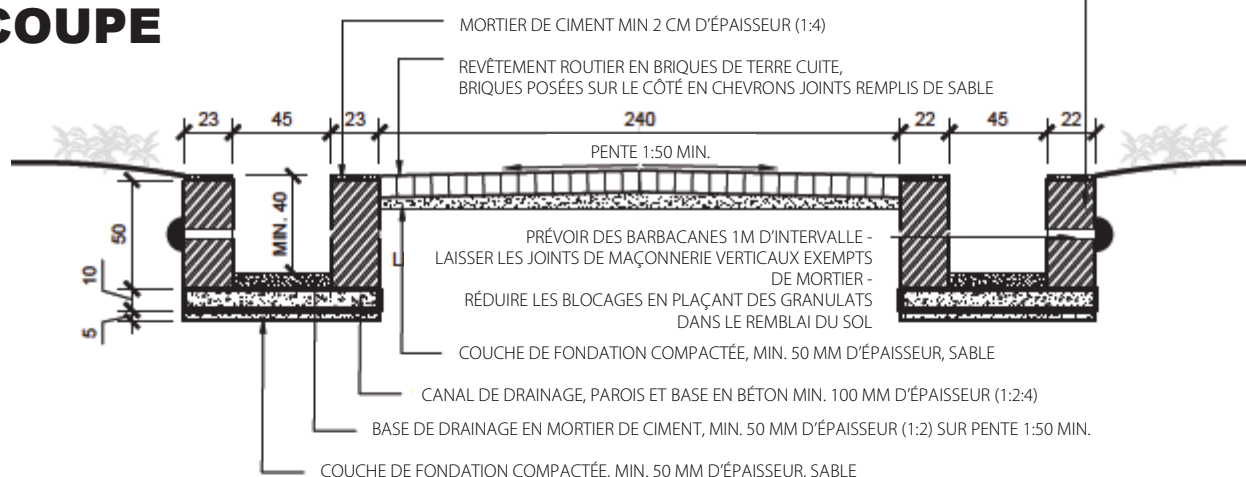 COUPE
MORTIER DE CIMENT MIN 2 CM D'ÉPAISSEUR (1:4)
REVÊTEMENT ROUTIER EN BRIQUES DE TERRE CUITE,
BRIQUES POSÉES SUR LE CÔTÉ EN CHEVRONS JOINTS REMPLIS DE SABLE
23 45 23 240 22 45 22
PENTE 1:50 MIN.
50
MIN. 40
10
5
L
PRÉVOIR DES BARBACANES 1M D'INTERVALLE -
LAISSER LES JOINTS DE MAÇONNERIE VERTICAUX EXEMPTS
DE MORTIER -
RÉDUIRE LES BLOCAGES EN PLAÇANT DES GRANULATS
DANS LE REMBLAI DU SOL
COUCHE DE FONDATION COMPACTÉE, MIN. 50 MM D'ÉPAISSEUR, SABLE
CANAL DE DRAINAGE, PAROIS ET BASE EN BÉTON MIN. 100 MM D'ÉPAISSEUR (1:2:4)
BASE DE DRAINAGE EN MORTIER DE CIMENT, MIN. 50 MM D'ÉPAISSEUR (1:2) SUR PENTE 1:50 MIN.
COUCHE DE FONDATION COMPACTÉE, MIN. 50 MM D'ÉPAISSEUR, SABLE